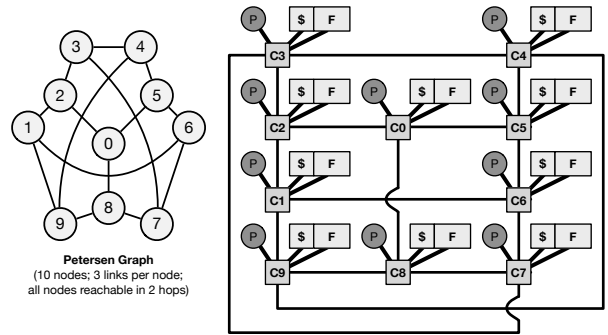 3 4
2 5
1 0 6
9 8 7
Petersen Graph
(10 nodes; 3 links per node;
all nodes reachable in 2 hops)
P $ F P $ F
C3 C4
P $ F P $ F P $ F
C2 C0 C5
P $ F P $ F
C1 C6
P $ F P $ F P $ F
C9 C8 C7